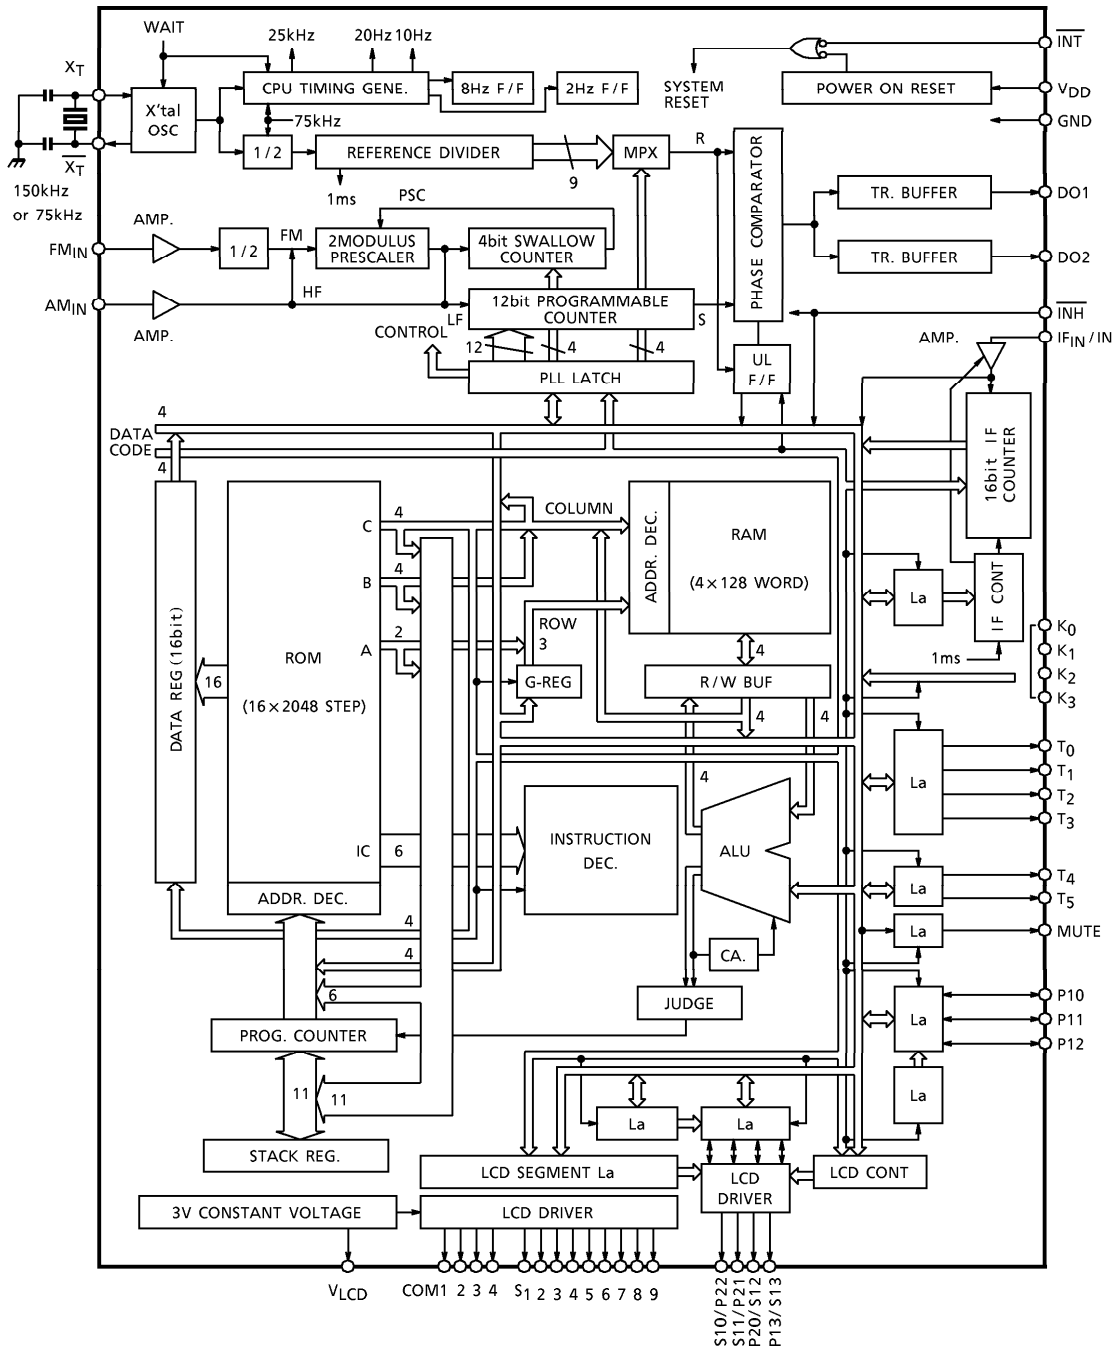 WAIT
25kHz
20Hz
10Hz
INT
XT
CPU TIMING GENE.
8Hz F/F
2Hz F/F
SYSTEM
RESET
POWER ON RESET
VDD
GND
X'tal
OSC
75kHz
1/2
REFERENCE DIVIDER
9
MPX
R
XT
150kHz
or 75kHz
1ms
PSC
PHASE COMPARATOR
TR. BUFFER
DO1
AMP.
FMIN
1/2
FM
2MODULUS
PRESCALER
4bit SWALLOW
COUNTER
TR. BUFFER
DO2
AMIN
HF
LF
12bit PROGRAMMABLE
COUNTER
S
INH
AMP.
CONTROL
12
4
4
AMP.
IFIN/IN
PLL LATCH
UL
F/F
4
DATA
CODE
4
16bit IF
COUNTER
C
4
COLUMN
ADDR. DEC.
RAM
(4×128 WORD)
B
4
La
IF CONT
A
2
ROW
3
K0
K1
K2
K3
1ms
DATA REG (16bit)
16
ROM
(16×2048 STEP)
G-REG
4
R/W BUF
4
4
La
T0
T1
T2
T3
4
IC
6
INSTRUCTION
DEC.
ALU
La
T4
T5
ADDR. DEC.
4
4
La
MUTE
CA.
6
JUDGE
La
P10
P11
P12
PROG. COUNTER
11
11
La
La
La
STACK REG.
LCD SEGMENT La
LCD
DRIVER
LCD CONT
3V CONSTANT VOLTAGE
LCD DRIVER
VLCD
COM1 2 3 4
S1 2 3 4 5 6 7 8 9
S10/P22
S11/P21
P20/S12
P13/S13